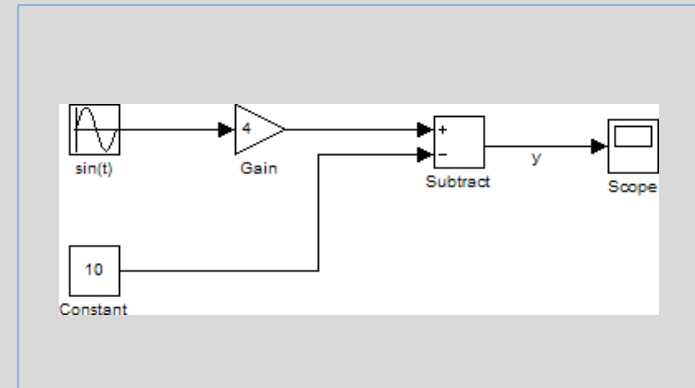 4
+
−
sin(t)
Gain
Subtract
y
Scope
10
Constant